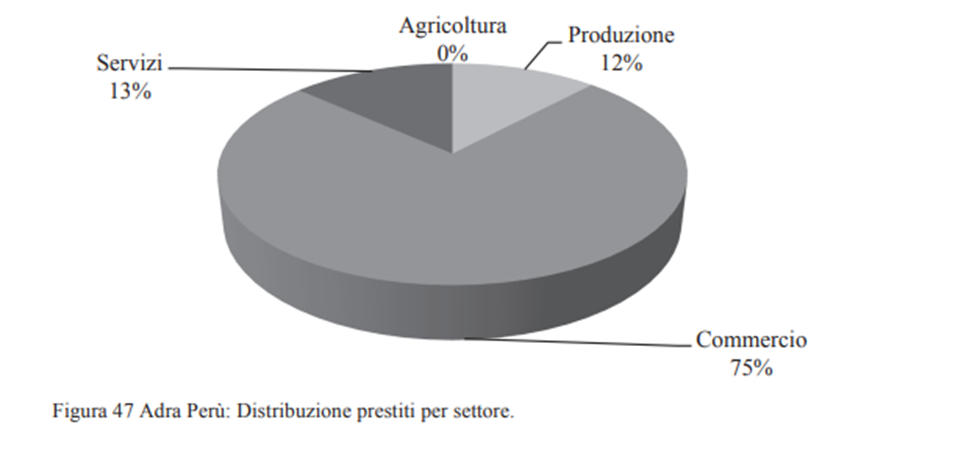 Agricoltura
0%
Produzione
12%
Servizi
13%
Commercio
75%
Figura 47 Adra Perù: Distribuzione prestiti per settore.